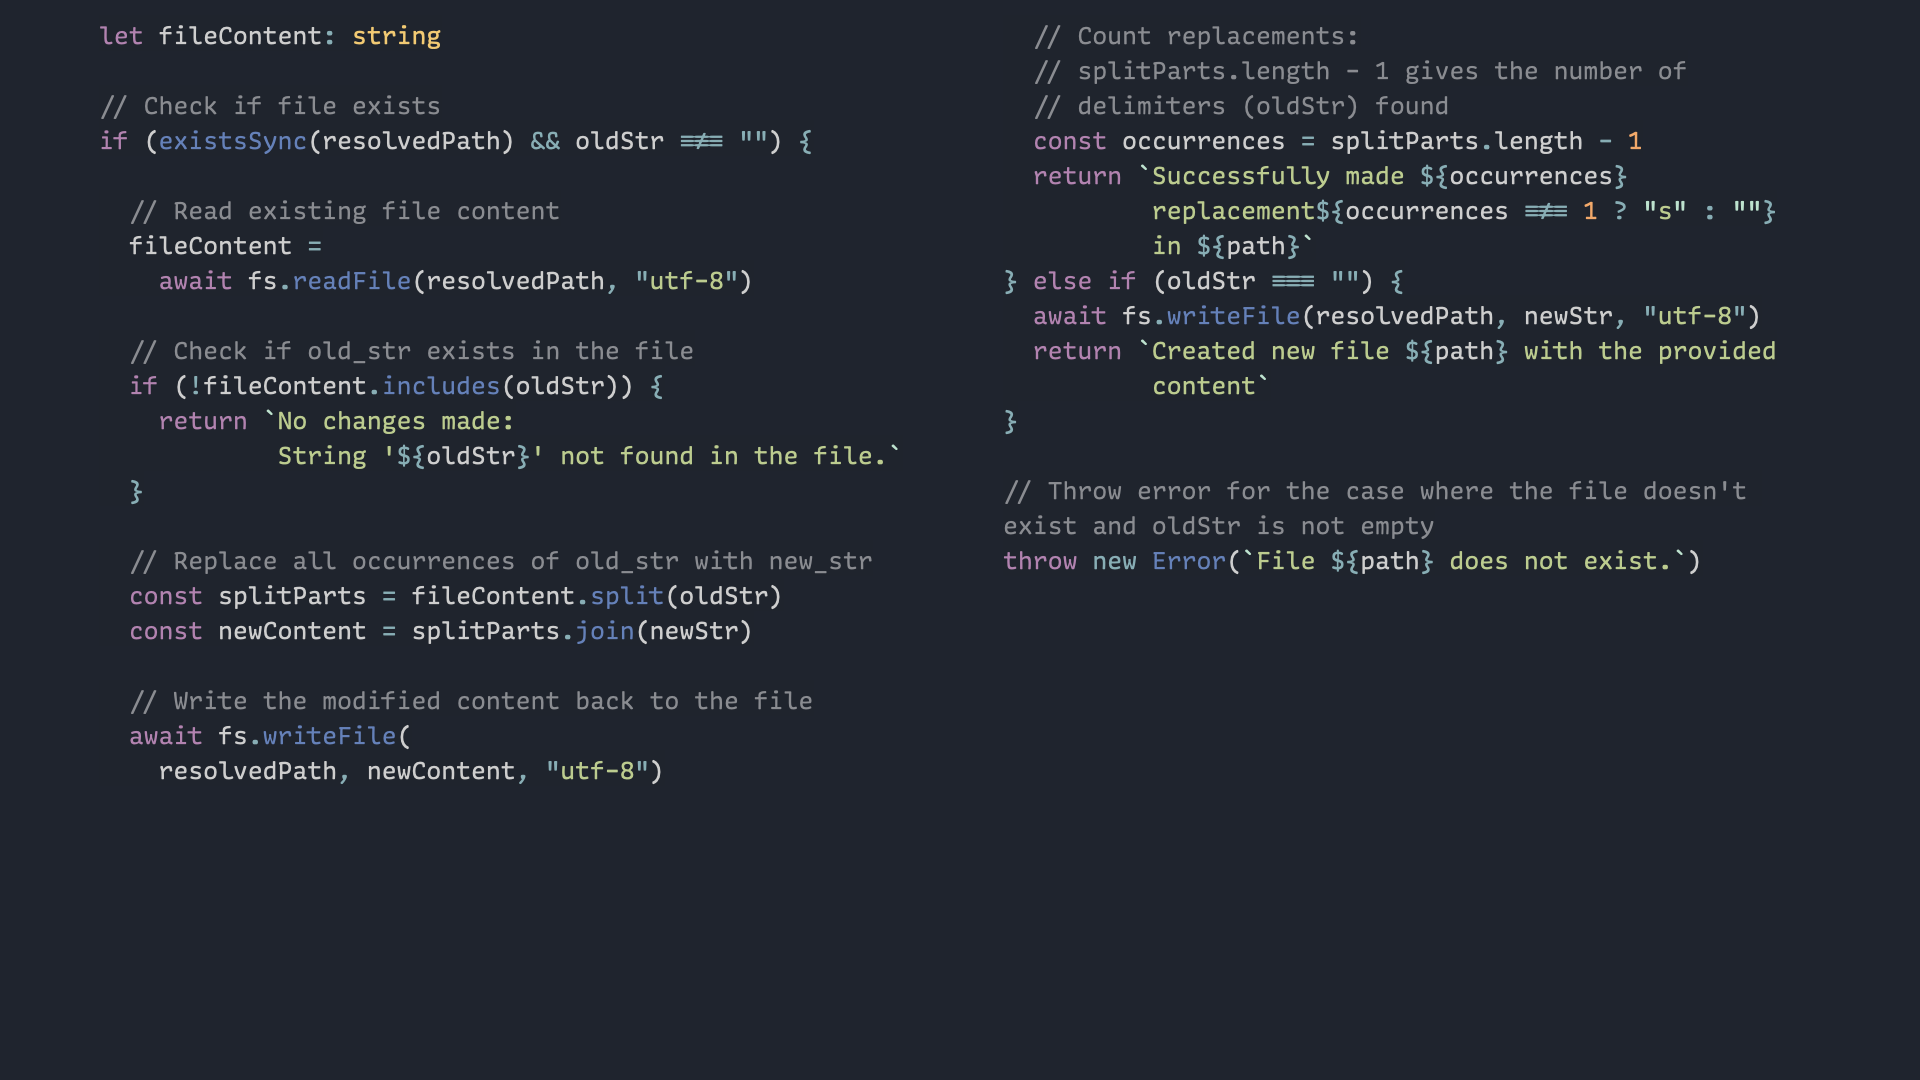 let fileContent: string

// Check if file exists
if (existsSync(resolvedPath) && oldStr !== "") {

  // Read existing file content
  fileContent =
    await fs.readFile(resolvedPath, "utf-8")

  // Check if old_str exists in the file
  if (!fileContent.includes(oldStr)) {
    return `No changes made:
            String '${oldStr}' not found in the file.`
  }

  // Replace all occurrences of old_str with new_str
  const splitParts = fileContent.split(oldStr)
  const newContent = splitParts.join(newStr)

  // Write the modified content back to the file
  await fs.writeFile(
    resolvedPath, newContent, "utf-8")

  // Count replacements:
  // splitParts.length - 1 gives the number of
  // delimiters (oldStr) found
  const occurrences = splitParts.length - 1
  return `Successfully made ${occurrences}
          replacement${occurrences !== 1 ? "s" : ""}
          in ${path}`
} else if (oldStr === "") {
  await fs.writeFile(resolvedPath, newStr, "utf-8")
  return `Created new file ${path} with the provided
          content`
}

// Throw error for the case where the file doesn't
exist and oldStr is not empty
throw new Error(`File ${path} does not exist.`)